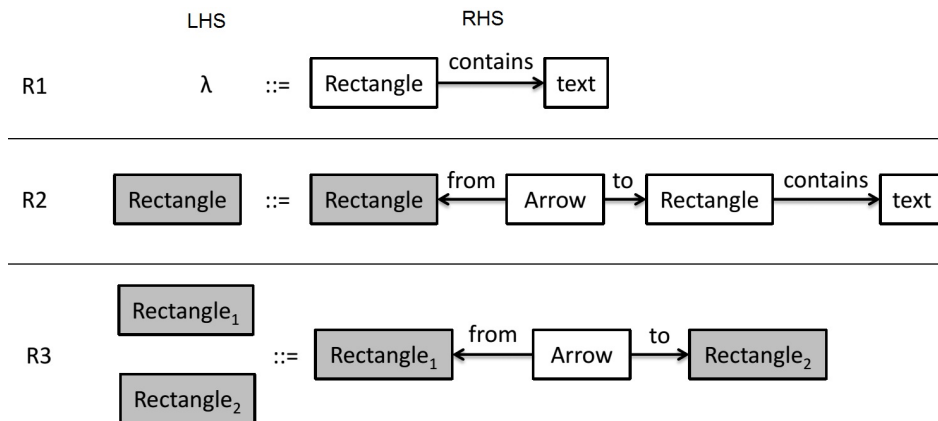 LHS RHS
contains
R1 λ ::= Rectangle text
from to contains
R2 Rectangle ::= Rectangle Arrow Rectangle text
Rectangle₁
from to
R3 ::= Rectangle₁ Arrow Rectangle₂
Rectangle₂